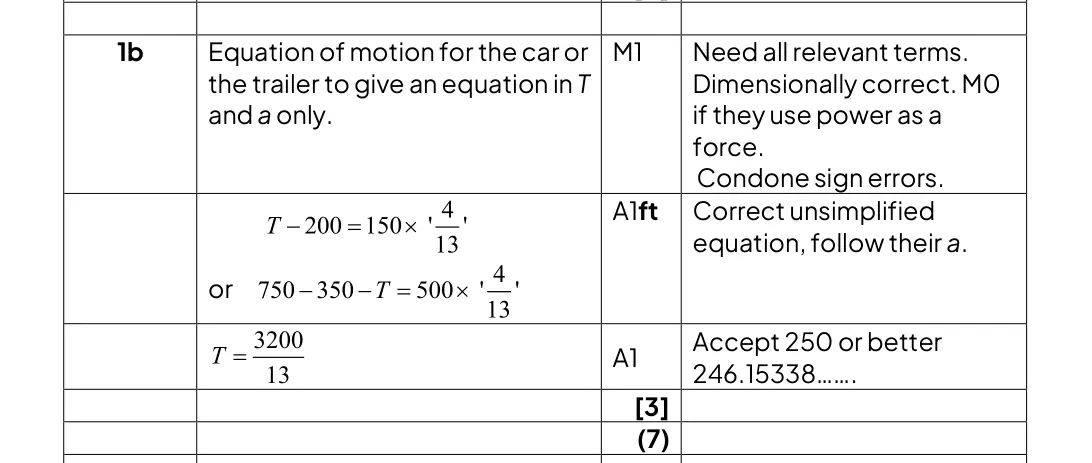 1b
Equation of motion for the car or
the trailer to give an equation in T
and a only.
M1
Need all relevant terms.
Dimensionally correct. M0
if they use power as a
force.
Condone sign errors.
T − 200 = 150 × '4/13'
or 750 − 350 − T = 500 × '4/13'
A1ft
Correct unsimplified
equation, follow their a.
T = 3200/13
A1
Accept 250 or better
246.15338…….
[3]
(7)